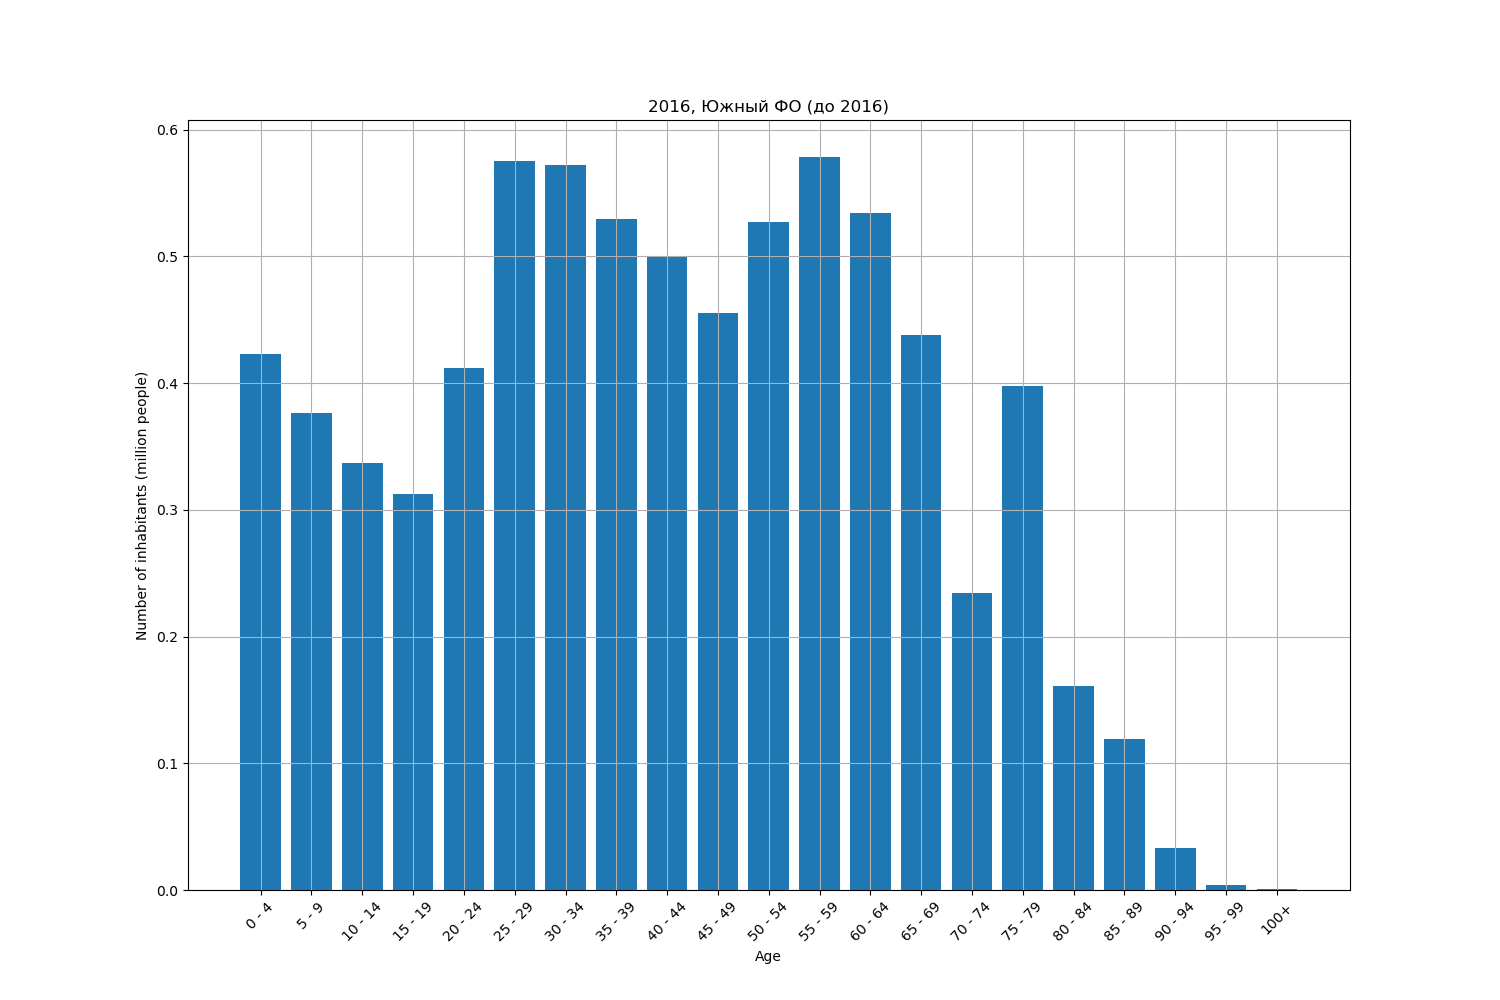 2016, Южный ФО (до 2016)
0.6
0.5
0.4
0.3
0.2
0.1
0.0
Number of inhabitants (million people)
0 - 4
5 - 9
10 - 14
15 - 19
20 - 24
25 - 29
30 - 34
35 - 39
40 - 44
45 - 49
50 - 54
55 - 59
60 - 64
65 - 69
70 - 74
75 - 79
80 - 84
85 - 89
90 - 94
95 - 99
100+
Age